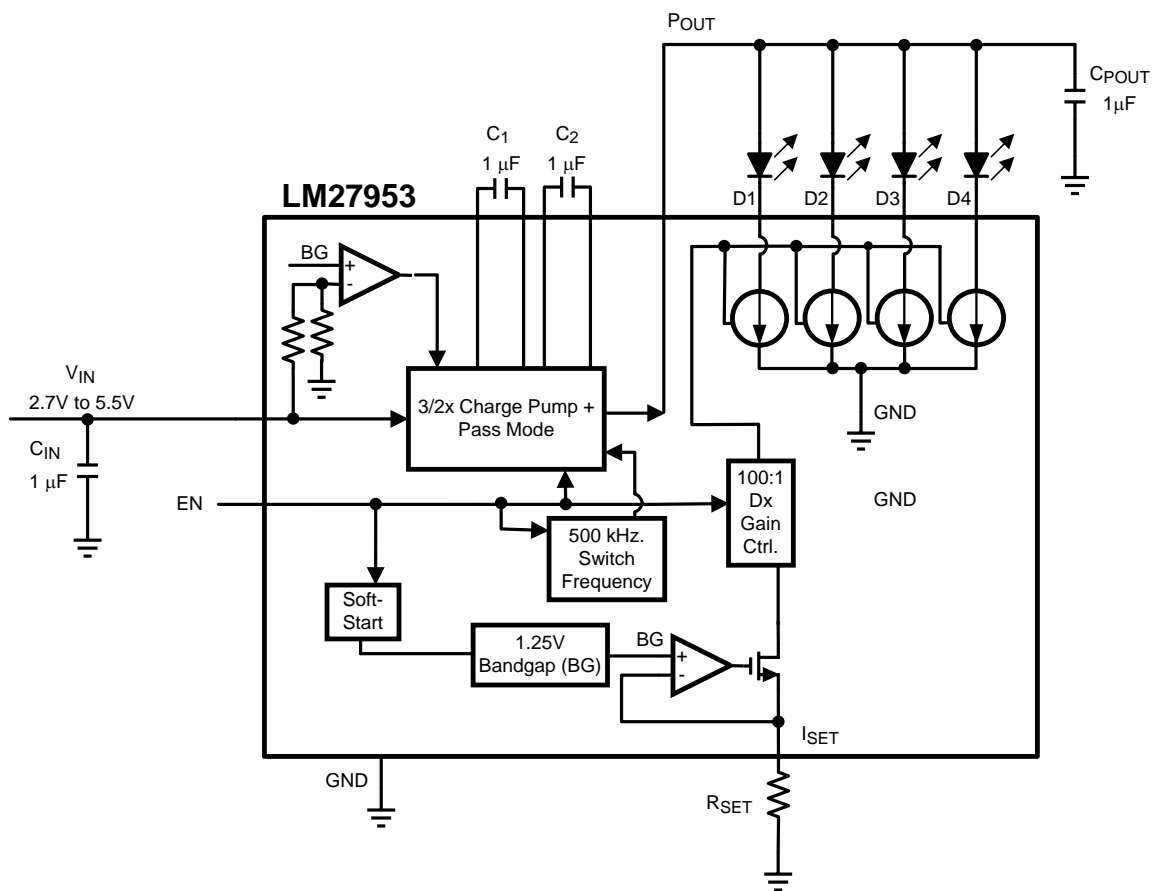 POUT
CPOUT
1µF
C1
1 µF
C2
1 µF
LM27953
D1
D2
D3
D4
BG
+
-
VIN
2.7V to 5.5V
3/2x Charge Pump +
Pass Mode
GND
CIN
1 µF
100:1
Dx
Gain
Ctrl.
GND
EN
500 kHz.
Switch
Frequency
Soft-
Start
1.25V
Bandgap (BG)
BG
+
-
ISET
GND
RSET